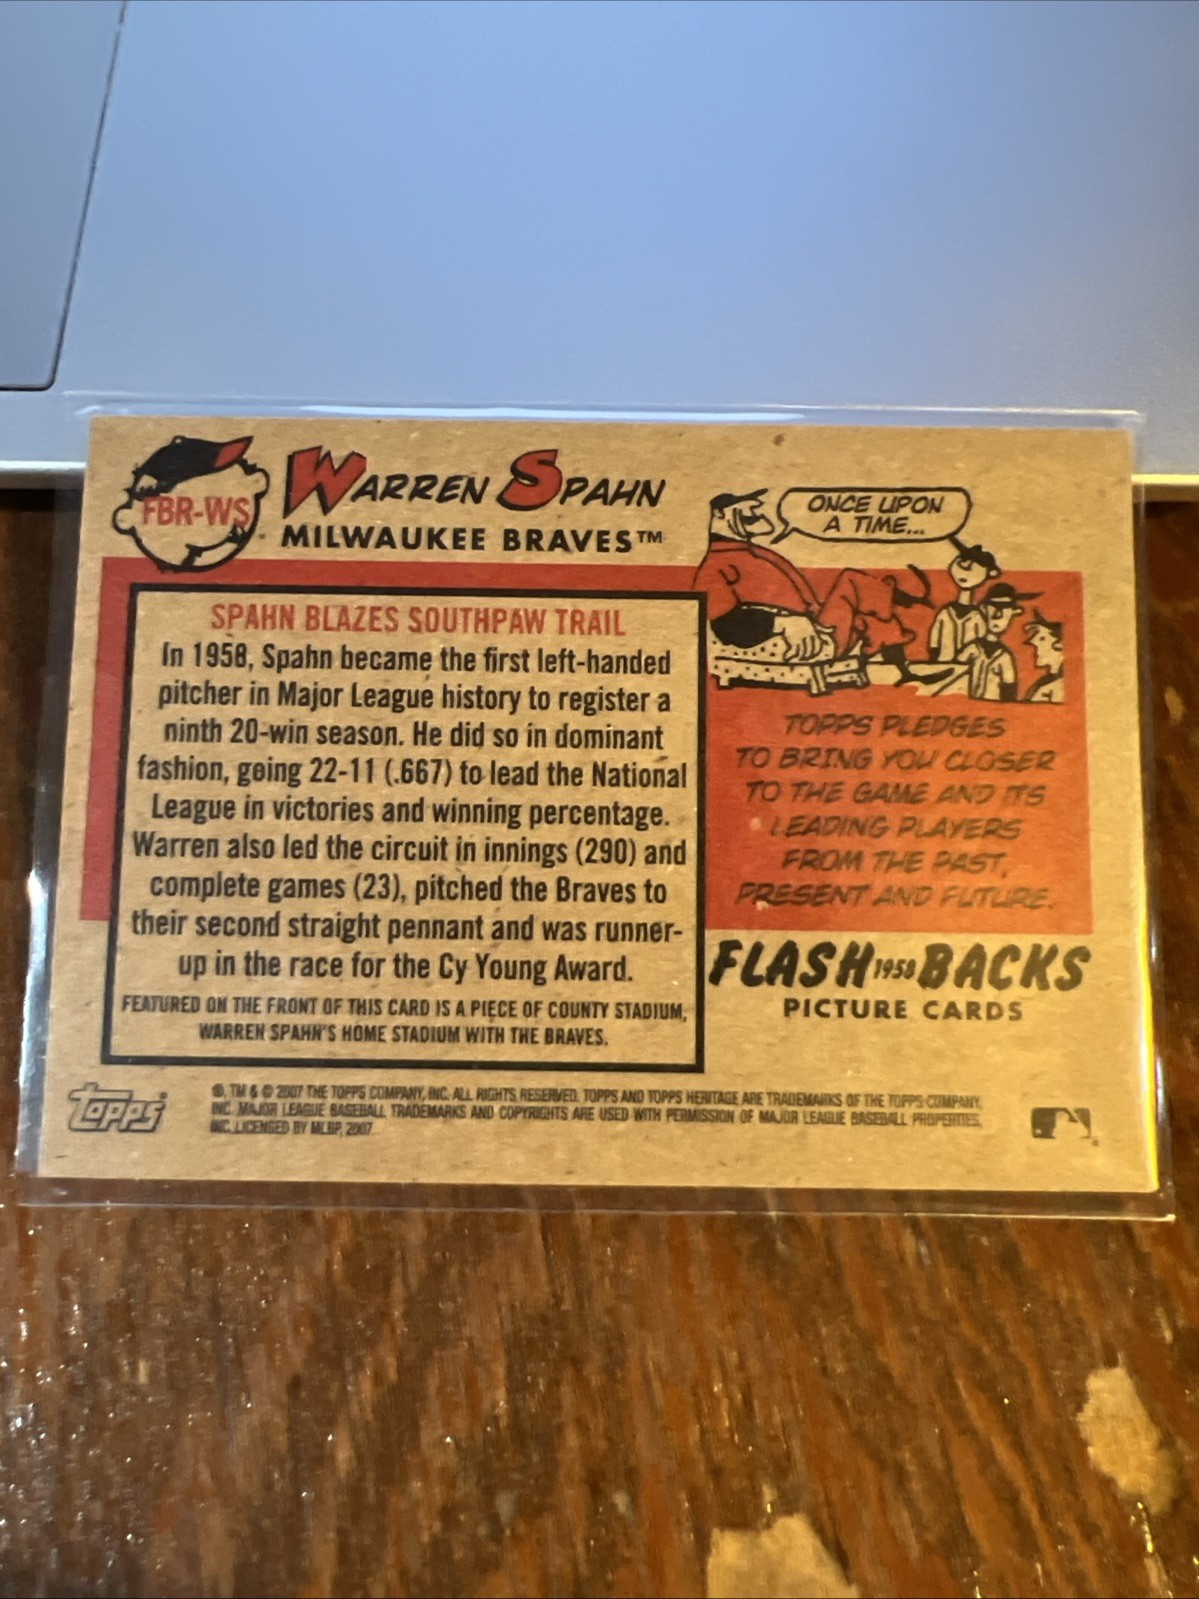 FBR-WS
WARREN SPAHN
MILWAUKEE BRAVES™
SPAHN BLAZES SOUTHPAW TRAIL
In 1958, Spahn became the first left-handed
pitcher in Major League history to register a
ninth 20-win season. He did so in dominant
fashion, going 22-11 (.667) to lead the National
League in victories and winning percentage.
Warren also led the circuit in innings (290) and
complete games (23), pitched the Braves to
their second straight pennant and was runner-
up in the race for the Cy Young Award.
FEATURED ON THE FRONT OF THIS CARD IS A PIECE OF COUNTY STADIUM,
WARREN SPAHN'S HOME STADIUM WITH THE BRAVES.
ONCE UPON
A TIME...
TOPPS PLEDGES
TO BRING YOU CLOSER
TO THE GAME AND ITS
LEADING PLAYERS
FROM THE PAST,
PRESENT AND FUTURE.
FLASH 1958 BACKS
PICTURE CARDS
topps®
®, TM & © 2007 THE TOPPS COMPANY, INC. ALL RIGHTS RESERVED. TOPPS AND TOPPS HERITAGE ARE TRADEMARKS OF THE TOPPS COMPANY,
INC. MAJOR LEAGUE BASEBALL TRADEMARKS AND COPYRIGHTS ARE USED WITH PERMISSION OF MAJOR LEAGUE BASEBALL PROPERTIES,
INC. LICENSED BY MLBP, 2007.